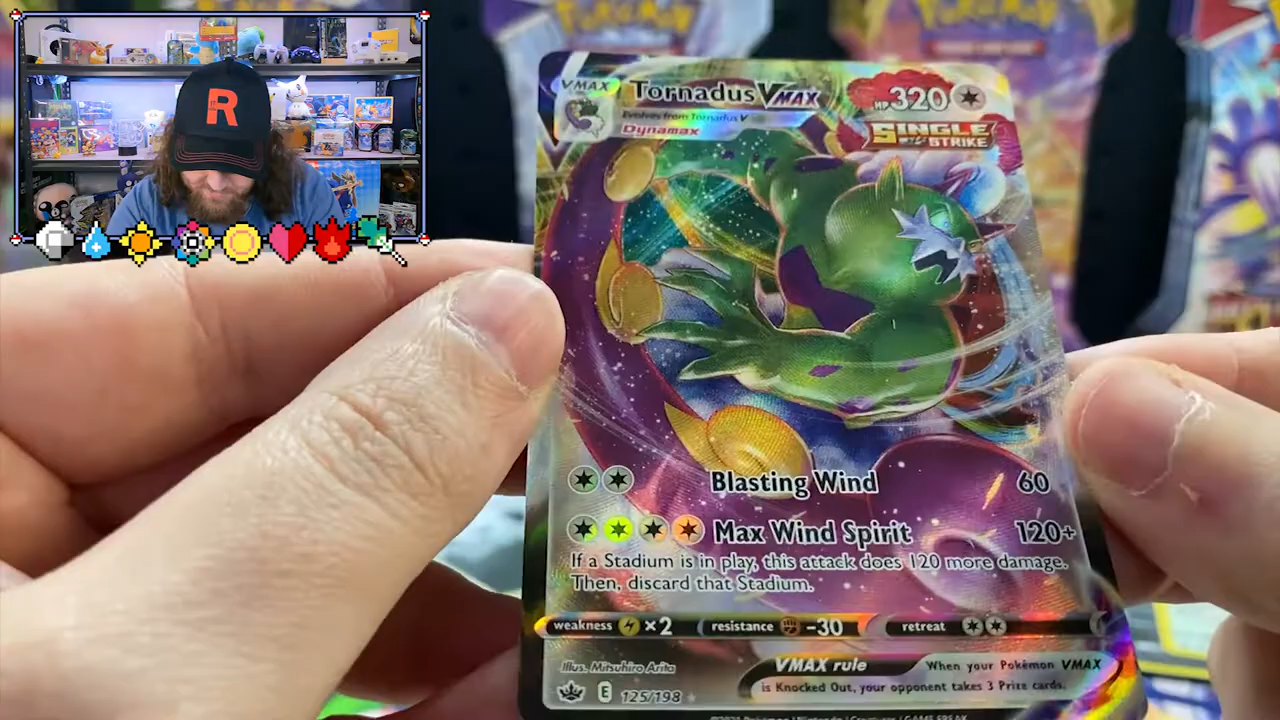 R
VMAX
Tornadus VMAX
HP 320
Evolves from Tornadus V
Dynamax
SINGLE STRIKE
Blasting Wind 60
Max Wind Spirit 120+
If a Stadium is in play, this attack does 120 more damage.
Then, discard that Stadium.
weakness ×2 resistance -30 retreat
Illus. Mitsuhiro Arita
VMAX rule When your Pokémon VMAX
is Knocked Out, your opponent takes 3 Prize cards.
E 125/198